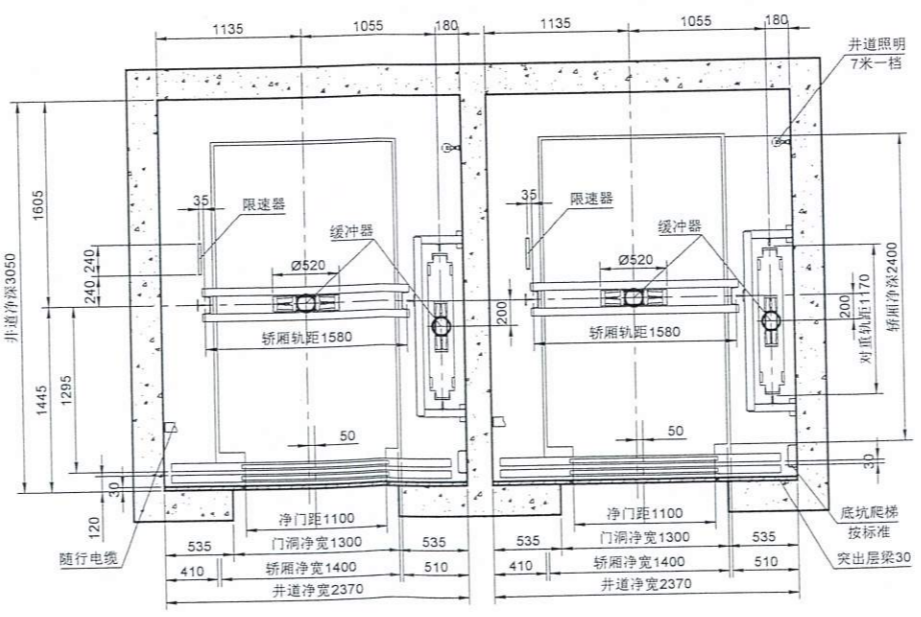 1135
1055
180
1135
1055
180
井道照明
7米一档
井道净深3050
1605
1445
1295
240
240
35
限速器
缓冲器
Ø520
轿厢轨距1580
200
50
35
限速器
缓冲器
Ø520
轿厢轨距1580
200
对重轨距1170
轿厢净深2400
50
30
120
30
净门距1100
净门距1100
底坑爬梯
按标准
随行电缆
535
门洞净宽1300
535
535
门洞净宽1300
535
突出层梁30
410
轿厢净宽1400
510
410
轿厢净宽1400
510
井道净宽2370
井道净宽2370